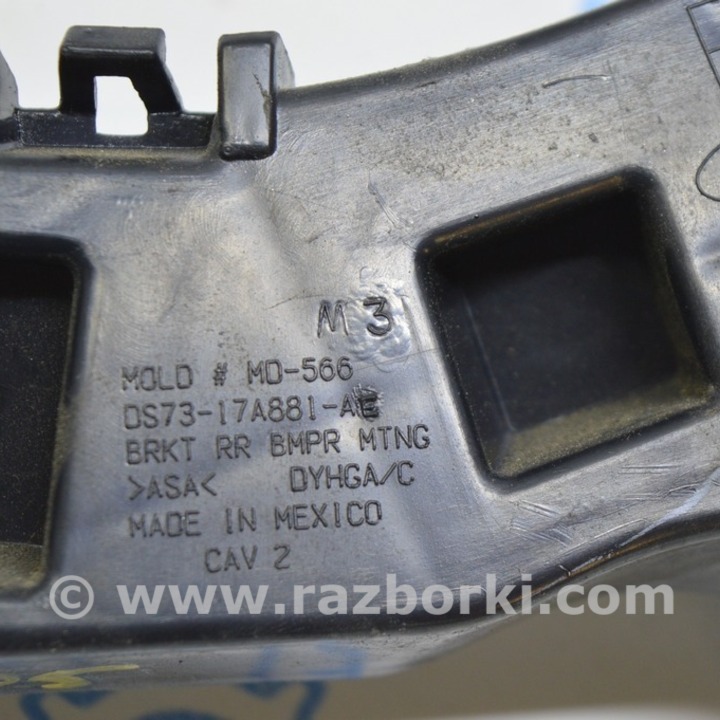 M 3
MOLD # MD-566
DS73-17A881-AE
BRKT RR BMPR MTNG
>ASA< DYHGA/C
MADE IN MEXICO
CAV 2
© www.razborki.com